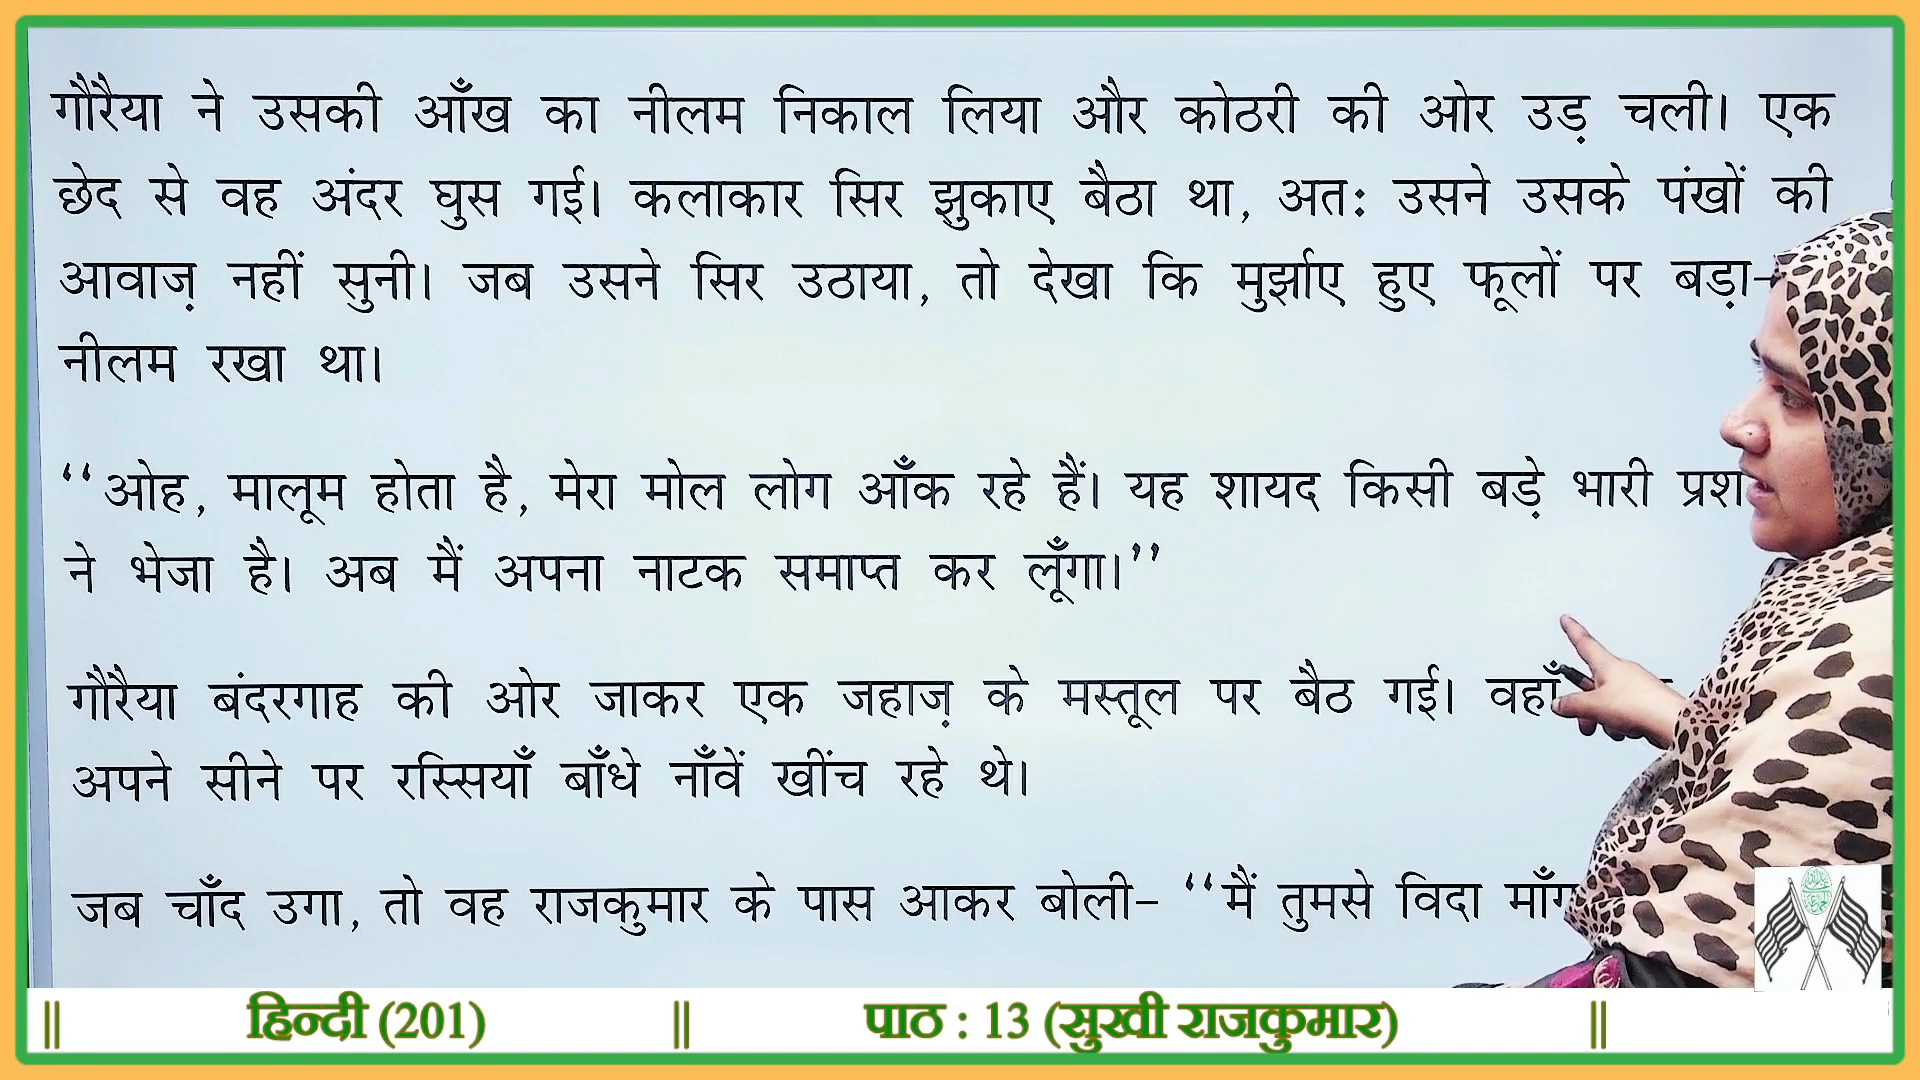 गौरैया ने उसकी आँख का नीलम निकाल लिया और कोठरी की ओर उड़ चली। एक
छेद से वह अंदर घुस गई। कलाकार सिर झुकाए बैठा था, अतः उसने उसके पंखों की
आवाज़ नहीं सुनी। जब उसने सिर उठाया, तो देखा कि मुर्झाए हुए फूलों पर बड़ा-
नीलम रखा था।
‘‘ओह, मालूम होता है, मेरा मोल लोग आँक रहे हैं। यह शायद किसी बड़े भारी
ने भेजा है। अब मैं अपना नाटक समाप्त कर लूँगा।’’
गौरैया बंदरगाह की ओर जाकर एक जहाज़ के मस्तूल पर बैठ गई। वहाँ
अपने सीने पर रस्सियाँ बाँधे नाँवें खींच रहे थे।
जब चाँद उगा, तो वह राजकुमार के पास आकर बोली- ‘‘मैं तुमसे विदा
|| हिन्दी (201) || पाठ : 13 (सुखी राजकुमार) ||